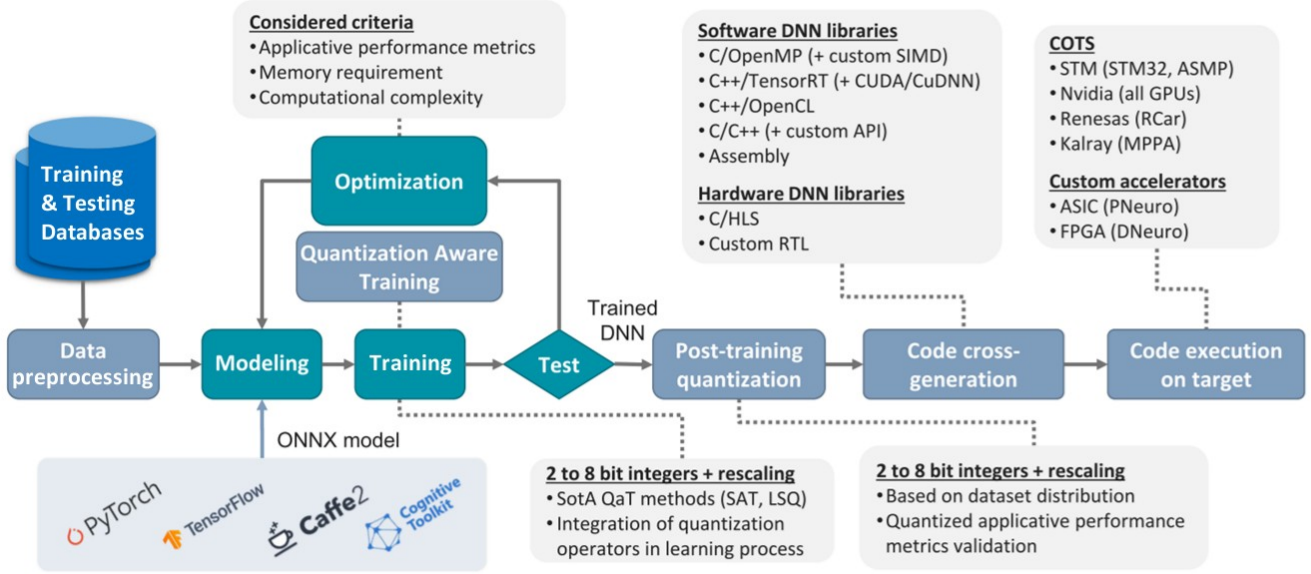 Considered criteria
• Applicative performance metrics
• Memory requirement
• Computational complexity
Software DNN libraries
• C/OpenMP (+ custom SIMD)
• C++/TensorRT (+ CUDA/CuDNN)
• C++/OpenCL
• C/C++ (+ custom API)
• Assembly
Hardware DNN libraries
• C/HLS
• Custom RTL
COTS
• STM (STM32, ASMP)
• Nvidia (all GPUs)
• Renesas (RCar)
• Kalray (MPPA)
Custom accelerators
• ASIC (PNeuro)
• FPGA (DNeuro)
Training
& Testing
Databases
Optimization
Quantization Aware
Training
Data
preprocessing
Modeling
Training
Test
Trained
DNN
Post-training
quantization
Code cross-
generation
Code execution
on target
ONNX model
PyTorch
TensorFlow
Caffe2
Cognitive
Toolkit
2 to 8 bit integers + rescaling
• SotA QaT methods (SAT, LSQ)
• Integration of quantization
operators in learning process
2 to 8 bit integers + rescaling
• Based on dataset distribution
• Quantized applicative performance
metrics validation